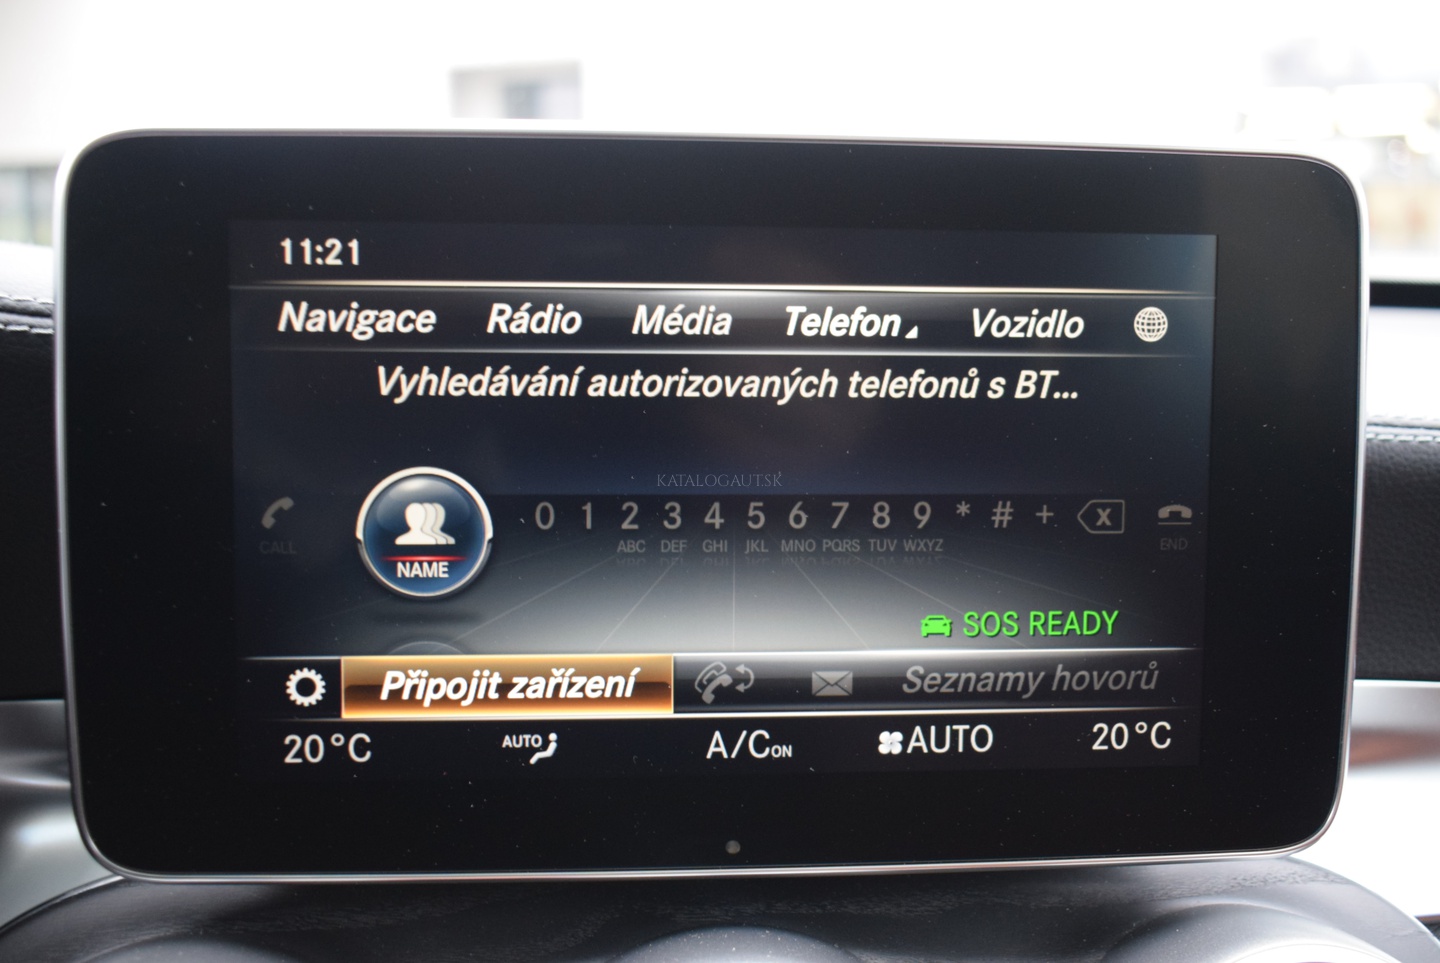 11:21
Navigace Rádio Média Telefon Vozidlo
Vyhledávání autorizovaných telefonů s BT...
KATALOGAUT.SK
0 1 2 3 4 5 6 7 8 9 * # + X
CALL NAME ABC DEF GHI JKL MNO PQRS TUV WXYZ END
SOS READY
Připojit zařízení Seznamy hovorů
20°C AUTO A/C ON AUTO 20°C